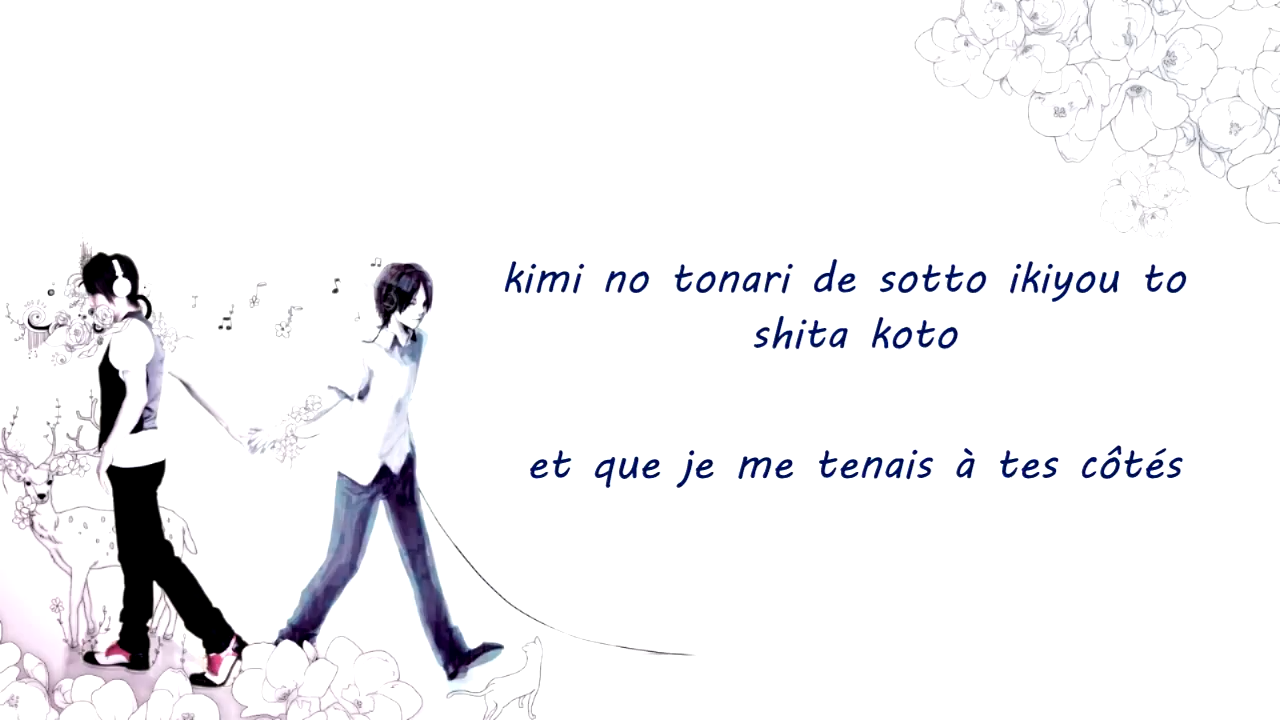 kimi no tonari de sotto ikiyou to
shita koto
et que je me tenais à tes côtés